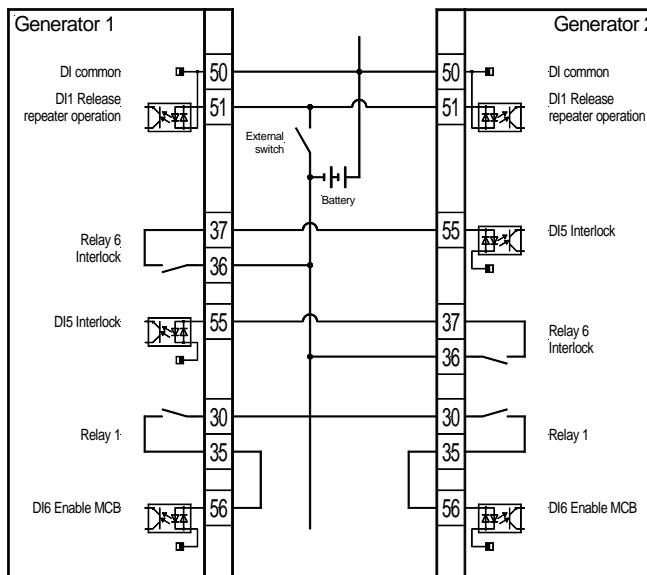 Generator 1
Generator 2
DI common
50
50
DI common
DI1 Release
repeater operation
51
51
DI1 Release
repeater operation
External
switch
Battery
37
55
DI5 Interlock
Relay 6
Interlock
36
DI5 Interlock
55
37
Relay 6
Interlock
36
30
30
Relay 1
35
35
Relay 1
DI6 Enable MCB
56
56
DI6 Enable MCB